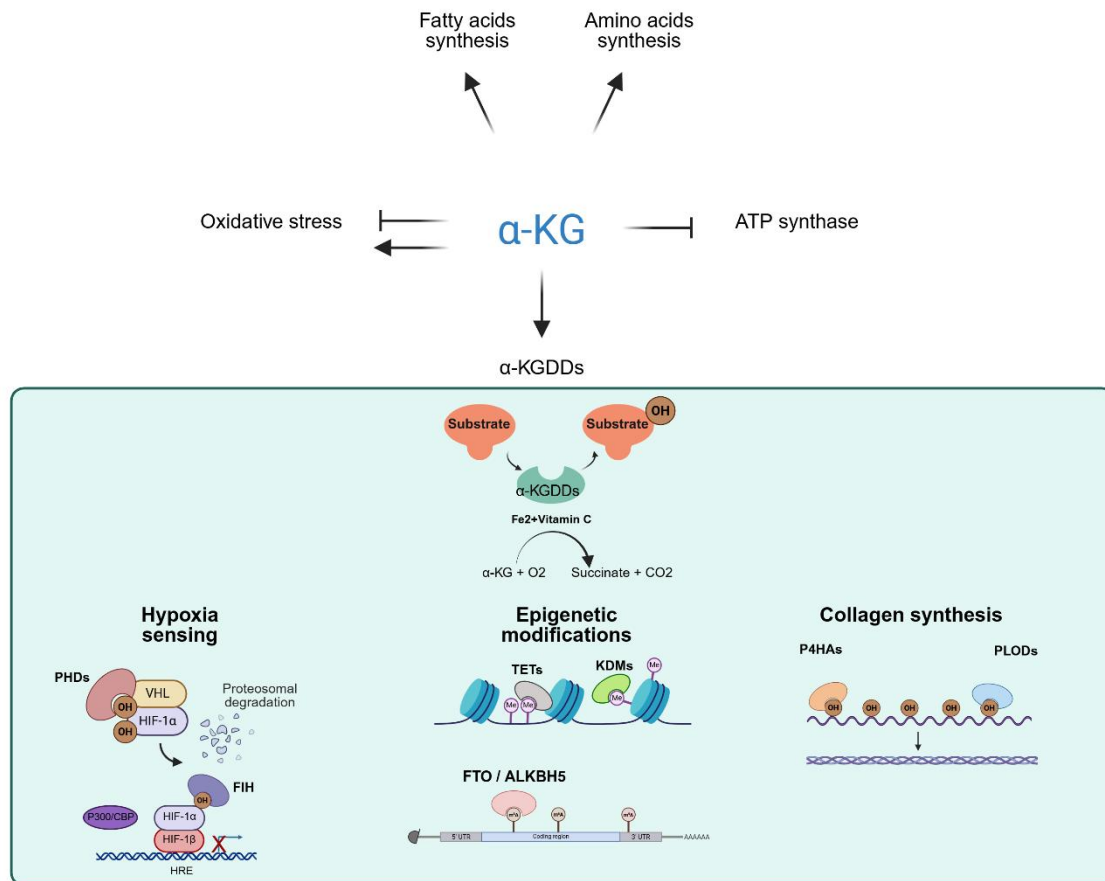 Fatty acids
synthesis
Amino acids
synthesis
Oxidative stress
α-KG
ATP synthase
α-KGDDs
Substrate
Substrate
OH
α-KGDDs
Fe2+Vitamin C
α-KG + O2
Succinate + CO2
Hypoxia
sensing
PHDs
VHL
OH
HIF-1α
OH
Proteosomal
degradation
FIH
OH
P300/CBP
HIF-1α
HIF-1β
X
HRE
Epigenetic
modifications
TETs
KDMs
Me
Me
Me
Me
FTO / ALKBH5
m⁶A
m⁶A
m⁶A
5' UTR
Coding region
3' UTR
AAAAAA
Collagen synthesis
P4HAs
PLODs
OH
OH
OH
OH
OH